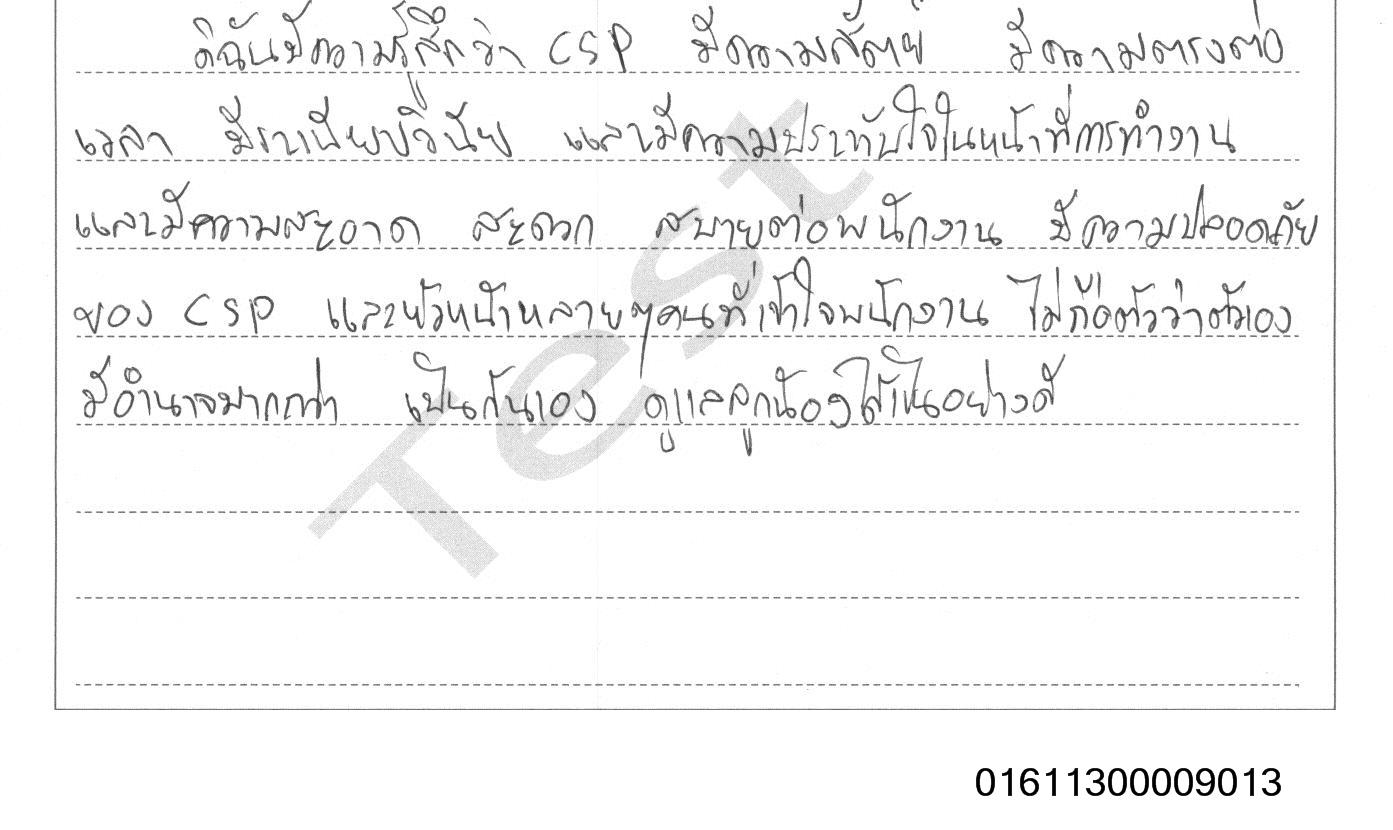 ดิฉันมีความรู้สึกว่า CSP มีความสัตย์ มีความตรงต่อ
เวลา มีระเบียบวินัย และมีความประทับใจในหน้าที่การทำงาน
และมีความสะอาด สะดวก สบายต่อพนักงาน มีความปลอดภัย
ของ CSP และหัวหน้าหลายๆคนที่เข้าใจพนักงาน ไม่ถือตัวว่าตัวเอง
มีอำนาจมากกว่า เป็นกันเอง ดูแลลูกน้องได้เป็นอย่างดี
Test
01611300009013